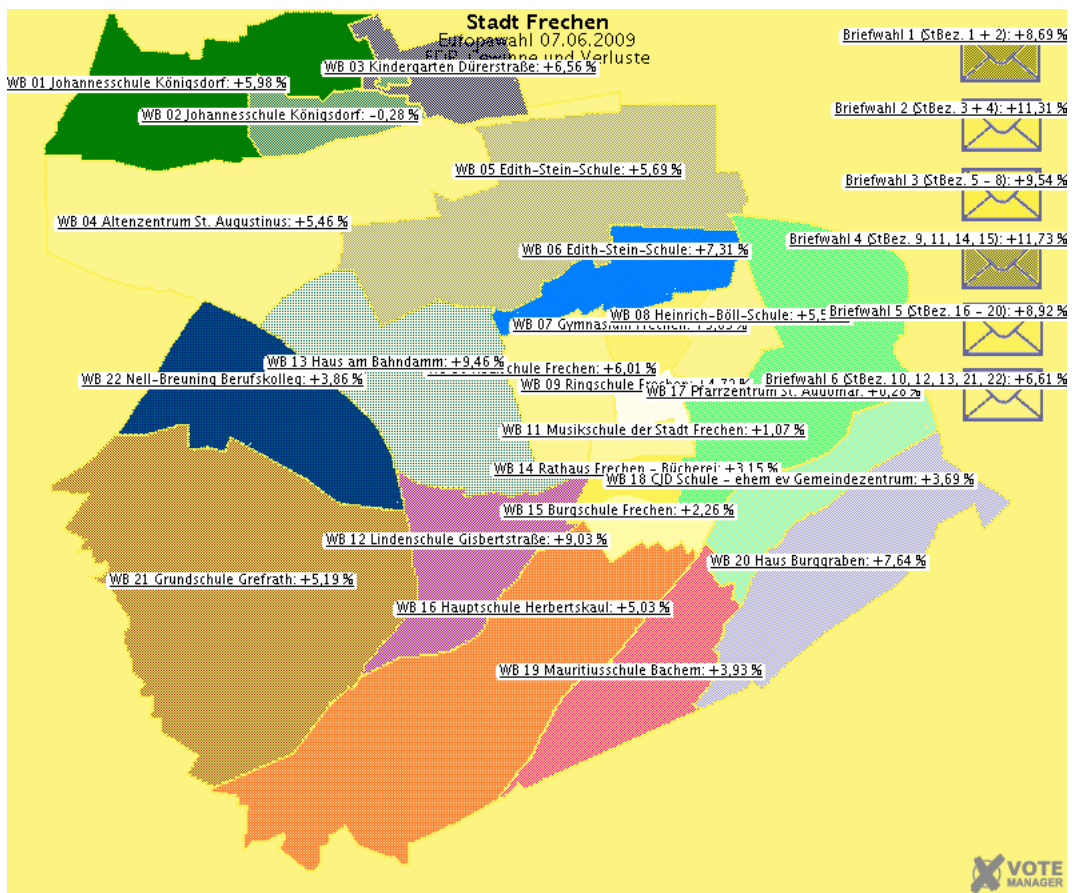 Stadt Frechen
Europawahl 07.06.2009
FDP, Gewinne und Verluste
Briefwahl 1 (StBez. 1 + 2): +8,69 %
WB 03 Kindergarten Dürerstraße: +6,56 %
WB 01 Johannesschule Königsdorf: +5,98 %
Briefwahl 2 (StBez. 3 + 4): +11,31 %
WB 02 Johannesschule Königsdorf: -0,28 %
WB 05 Edith-Stein-Schule: +5,69 %
Briefwahl 3 (StBez. 5 - 8): +9,54 %
WB 04 Altenzentrum St. Augustinus: +5,46 %
Briefwahl 4 (StBez. 9, 11, 14, 15): +11,73 %
WB 06 Edith-Stein-Schule: +7,31 %
WB 08 Heinrich-Böll-Schule: +5,5
Briefwahl 5 (StBez. 16 - 20): +8,92 %
WB 07 Gymnasium Frechen:
WB 13 Haus am Bahndamm: +9,46 %
schule Frechen: +6,01 %
WB 22 Nell-Breuning Berufskolleg: +3,86 %
WB 09 Ringschule Frechen: +4,72 %
Briefwahl 6 (StBez. 10, 12, 13, 21, 22): +6,61 %
WB 17 Pfarrzentrum St. Audomar: +0,28 %
WB 11 Musikschule der Stadt Frechen: +1,07 %
WB 14 Rathaus Frechen - Bücherei: +3,15 %
WB 18 CJD Schule - ehem ev Gemeindezentrum: +3,69 %
WB 15 Burgschule Frechen: +2,26 %
WB 12 Lindenschule Gisbertstraße: +9,03 %
WB 20 Haus Burggraben: +7,64 %
WB 21 Grundschule Grefrath: +5,19 %
WB 16 Hauptschule Herbertskaul: +5,03 %
WB 19 Mauritiusschule Bachem: +3,93 %
VOTE
MANAGER